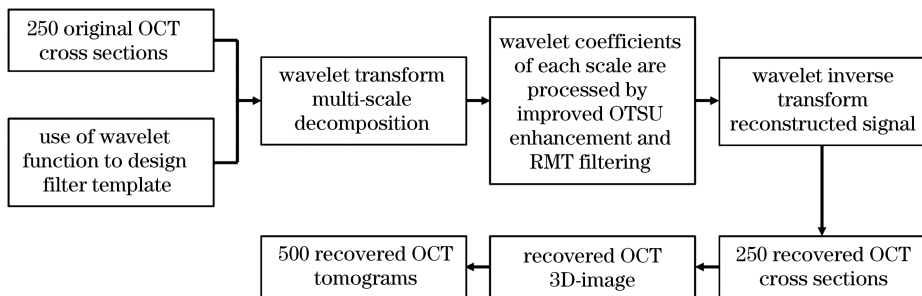 250 original OCT
cross sections
use of wavelet
function to design
filter template
wavelet transform
multi-scale
decomposition
wavelet coefficients
of each scale are
processed by
improved OTSU
enhancement and
RMT filtering
wavelet inverse
transform
reconstructed signal
250 recovered OCT
cross sections
recovered OCT
3D-image
500 recovered OCT
tomograms